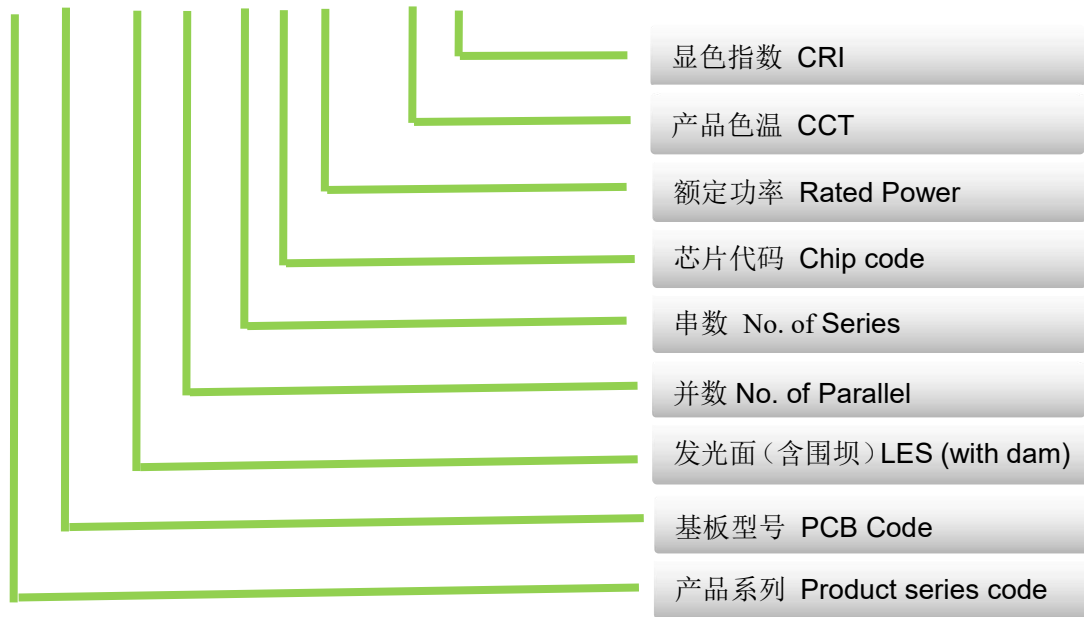 显色指数 CRI
产品色温 CCT
额定功率 Rated Power
芯片代码 Chip code
串数 No. of Series
并数 No. of Parallel
发光面（含围坝）LES (with dam)
基板型号 PCB Code
产品系列 Product series code